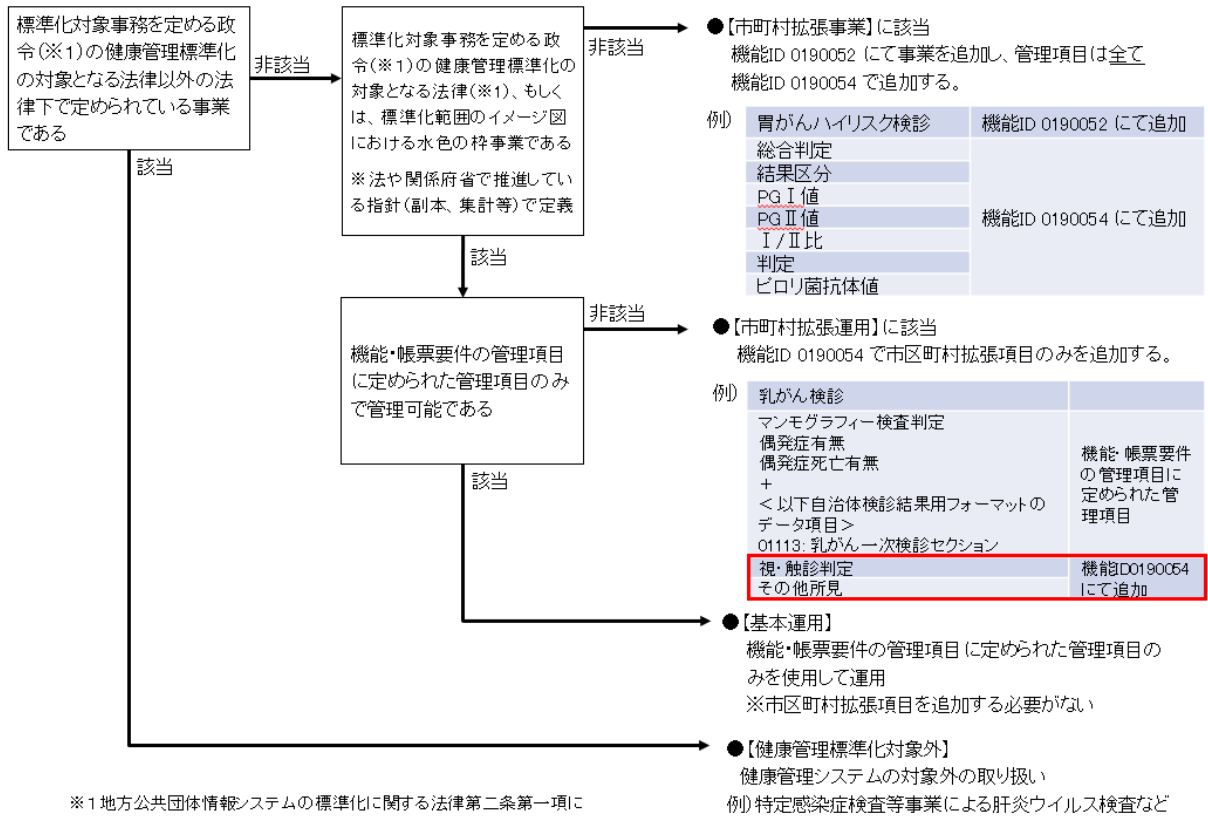 標準化対象事務を定める政
令(※1)の健康管理標準化
の対象となる法律以外の法
律下で定められている事業
である
非該当
該当
標準化対象事務を定める政
令(※1)の健康管理標準化の
対象となる法律(※1)、もしく
は、標準化範囲のイメージ図
における水色の枠事業である
※法や関係府省で推進してい
る指針(副本、集計等)で定義
非該当
該当
●【市町村拡張事業】に該当
機能ID 0190052 にて事業を追加し、管理項目は全て
機能ID 0190054 で追加する。
例)
胃がんハイリスク検診 機能ID 0190052 にて追加
総合判定
結果区分
PGⅠ値
PGⅡ値 機能ID 0190054 にて追加
Ⅰ/Ⅱ比
判定
ピロリ菌抗体値
機能・帳票要件の管理項目
に定められた管理項目のみ
で管理可能である
非該当
該当
●【市町村拡張運用】に該当
機能ID 0190054 で市区町村拡張項目のみを追加する。
例)
乳がん検診
マンモグラフィー検査判定
偶発症有無
偶発症死亡有無
+
<以下自治体検診結果用フォーマットの
データ項目>
01113:乳がん一次検診セクション
機能・帳票要件
の管理項目に
定められた管
理項目
視・触診判定 機能ID0190054
その他所見 にて追加
●【基本運用】
機能・帳票要件の管理項目に定められた管理項目の
みを使用して運用
※市区町村拡張項目を追加する必要がない
●【健康管理標準化対象外】
健康管理システムの対象外の取り扱い
例)特定感染症検査等事業による肝炎ウイルス検査など
※1地方公共団体情報システムの標準化に関する法律第二条第一項に